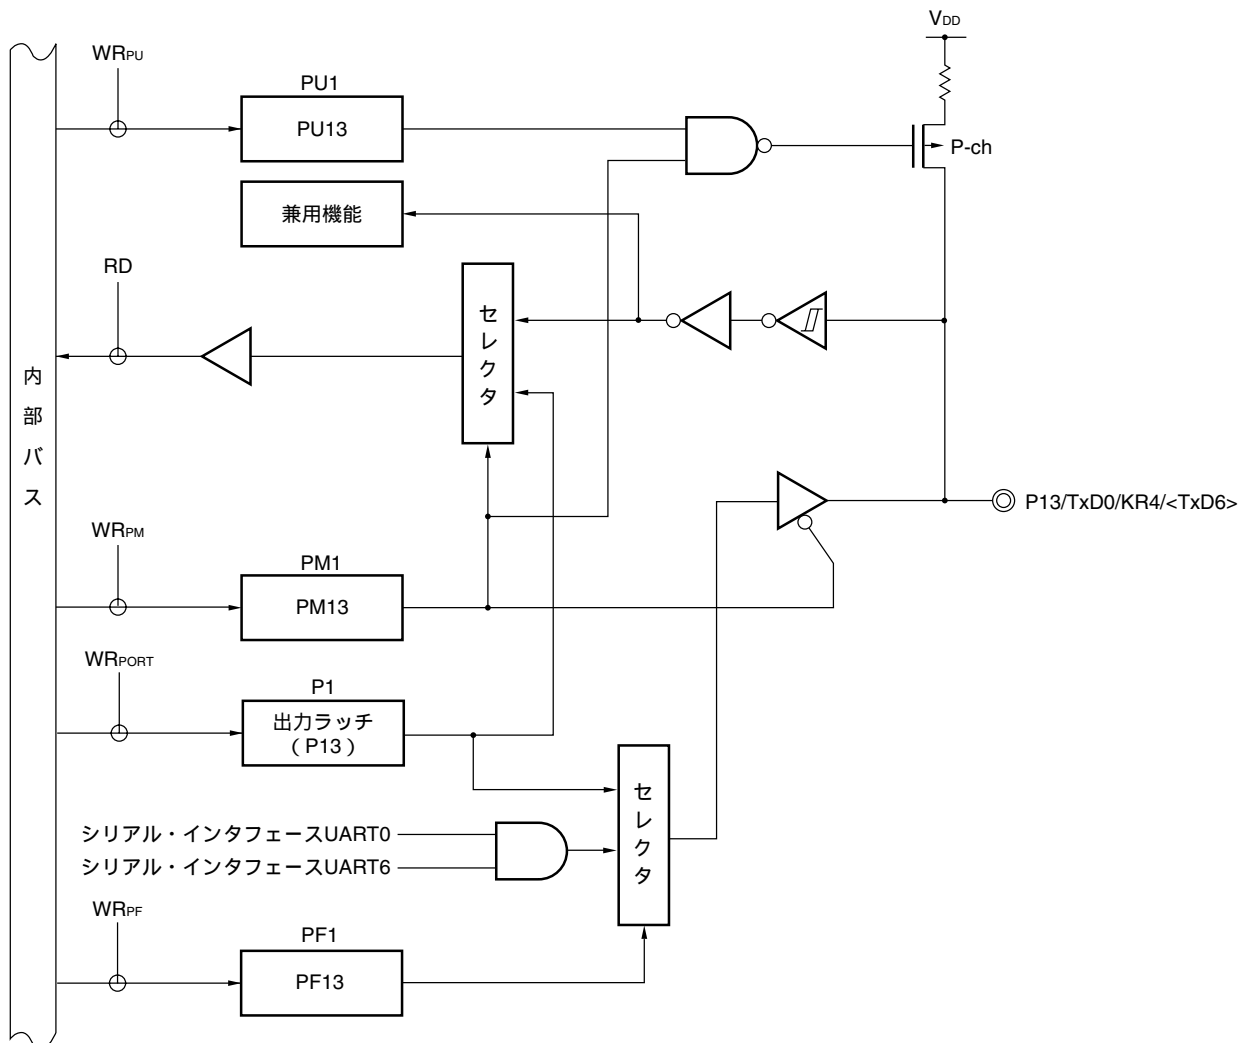 VDD
WRPU
PU1
PU13
P-ch
兼用機能
RD
セレクタ
内部バス
P13/TxD0/KR4/<TxD6>
WRPM
PM1
PM13
WRPORT
P1
出力ラッチ
（P13）
セレクタ
シリアル・インタフェースUART0
シリアル・インタフェースUART6
WRPF
PF1
PF13